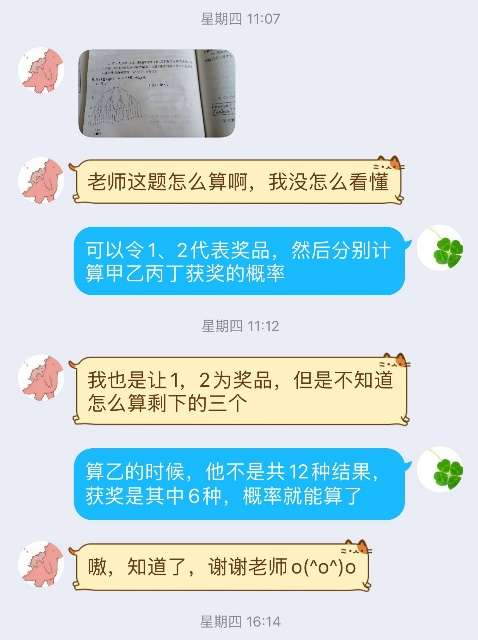 星期四 11:07
老师这题怎么算啊，我没怎么看懂
可以令1、2代表奖品，然后分别计
算甲乙丙丁获奖的概率
星期四 11:12
我也是让1，2为奖品，但是不知道
怎么算剩下的三个
算乙的时候，他不是共12种结果，
获奖是其中6种，概率就能算了
嗷，知道了，谢谢老师o(^o^)o
星期四 16:14